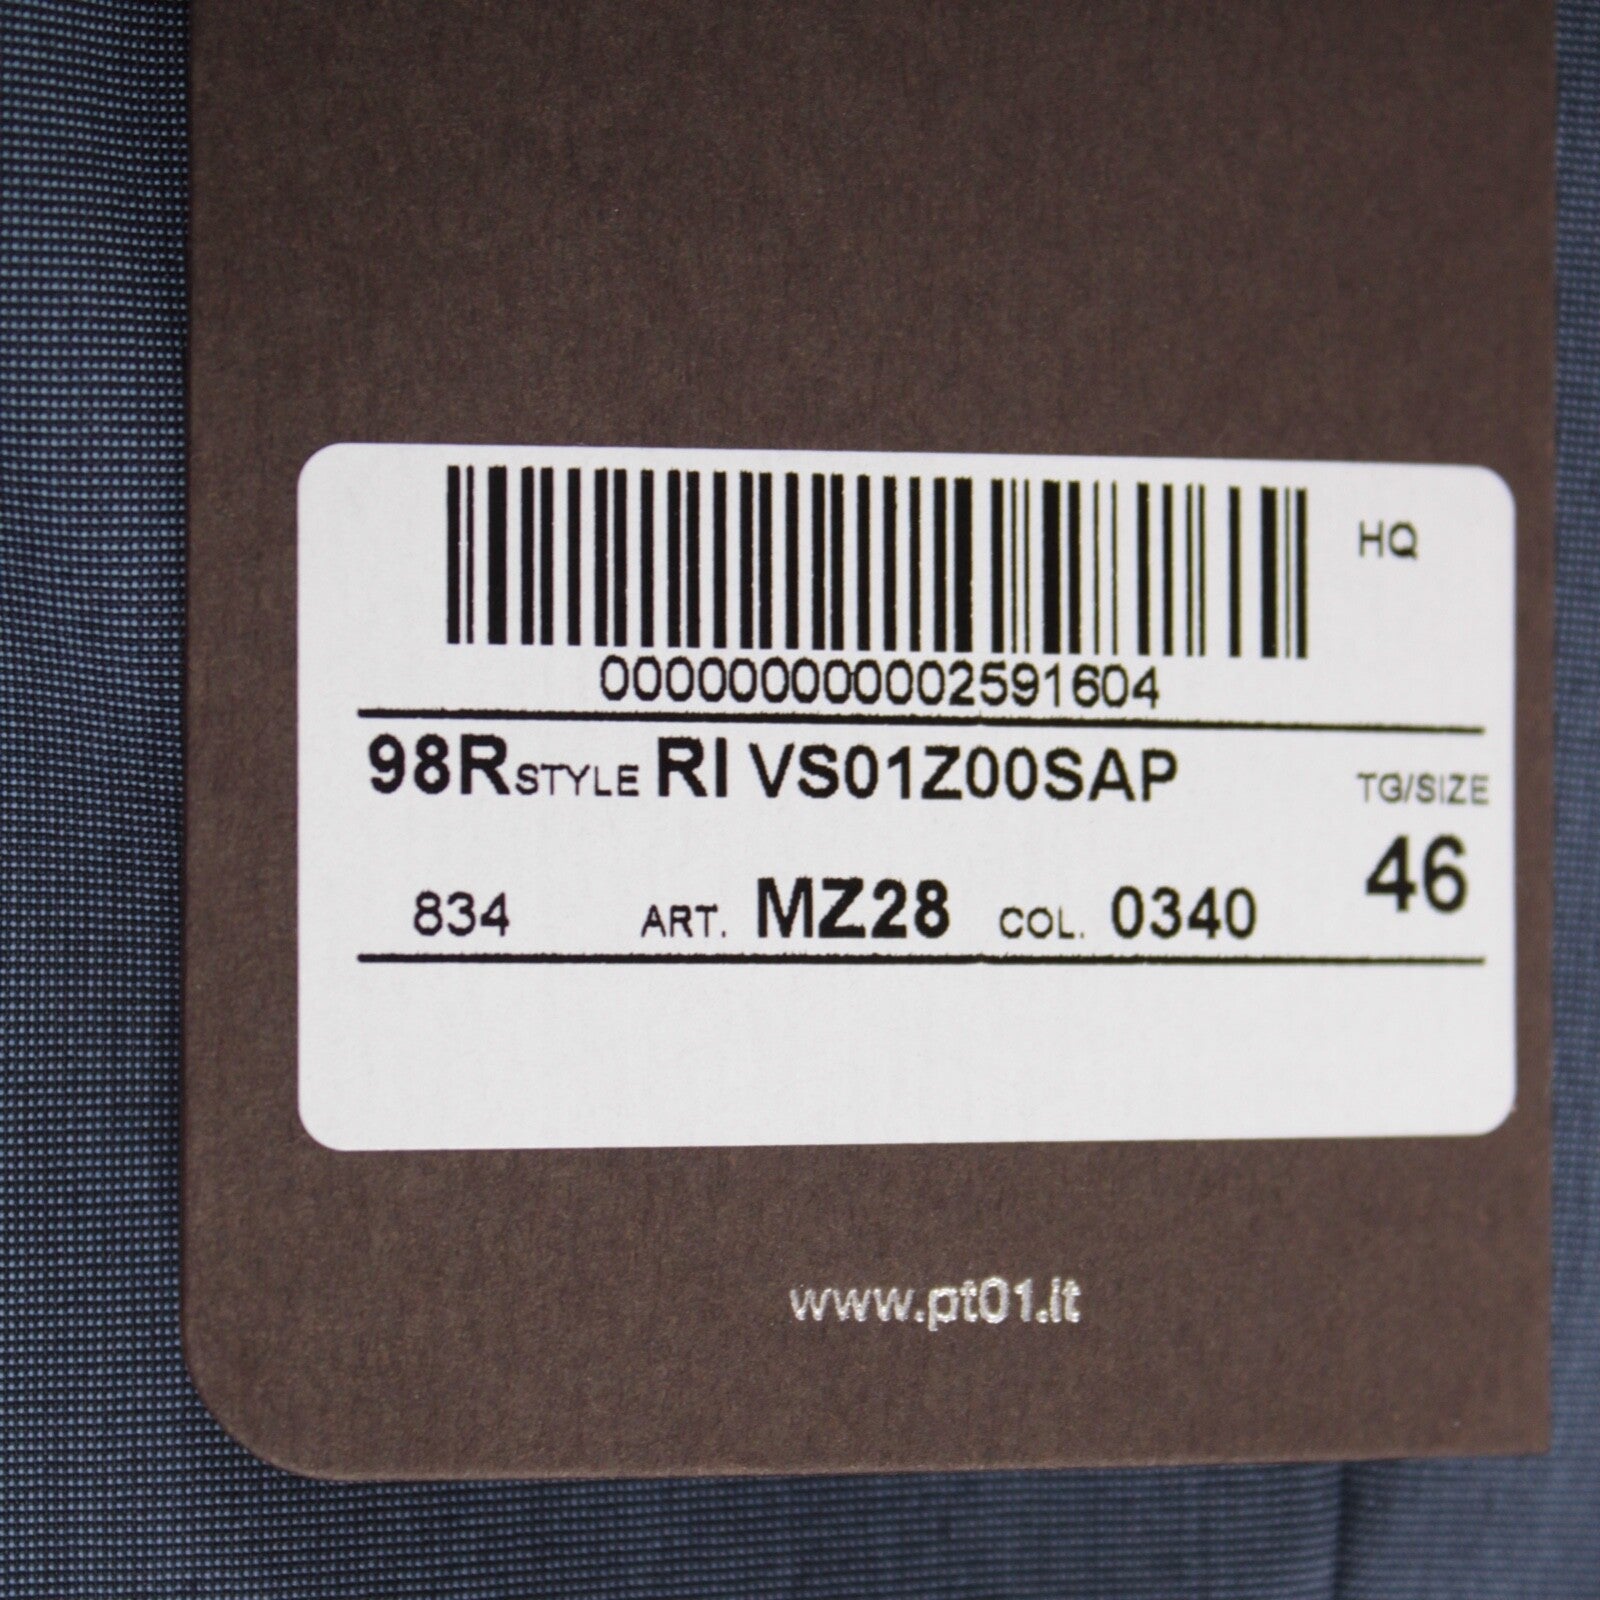 HQ
000000000002591604
98R STYLE RI VS01Z00SAP
TG/SIZE
46
834 ART. MZ28 COL. 0340
www.pt01.it